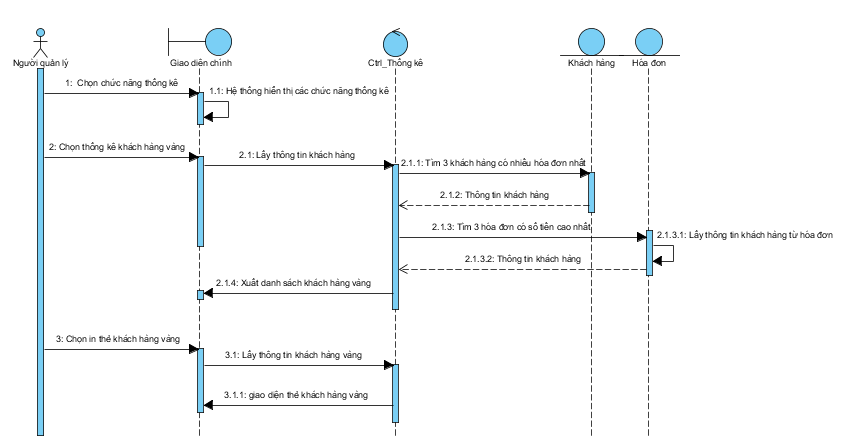 Người quản lý
Giao diện chính
Ctrl_Thống kê
Khách hàng
Hóa đơn
1: Chọn chức năng thống kê
1.1: Hệ thống hiển thị các chức năng thống kê
2: Chọn thống kê khách hàng vàng
2.1: Lấy thông tin khách hàng
2.1.1: Tìm 3 khách hàng có nhiều hóa đơn nhất
2.1.2: Thông tin khách hàng
2.1.3: Tìm 3 hóa đơn có số tiền cao nhất
2.1.3.1: Lấy thông tin khách hàng từ hóa đơn
2.1.3.2: Thông tin khách hàng
2.1.4: Xuất danh sách khách hàng vàng
3: Chọn in thẻ khách hàng vàng
3.1: Lấy thông tin khách hàng vàng
3.1.1: giao diện thẻ khách hàng vàng